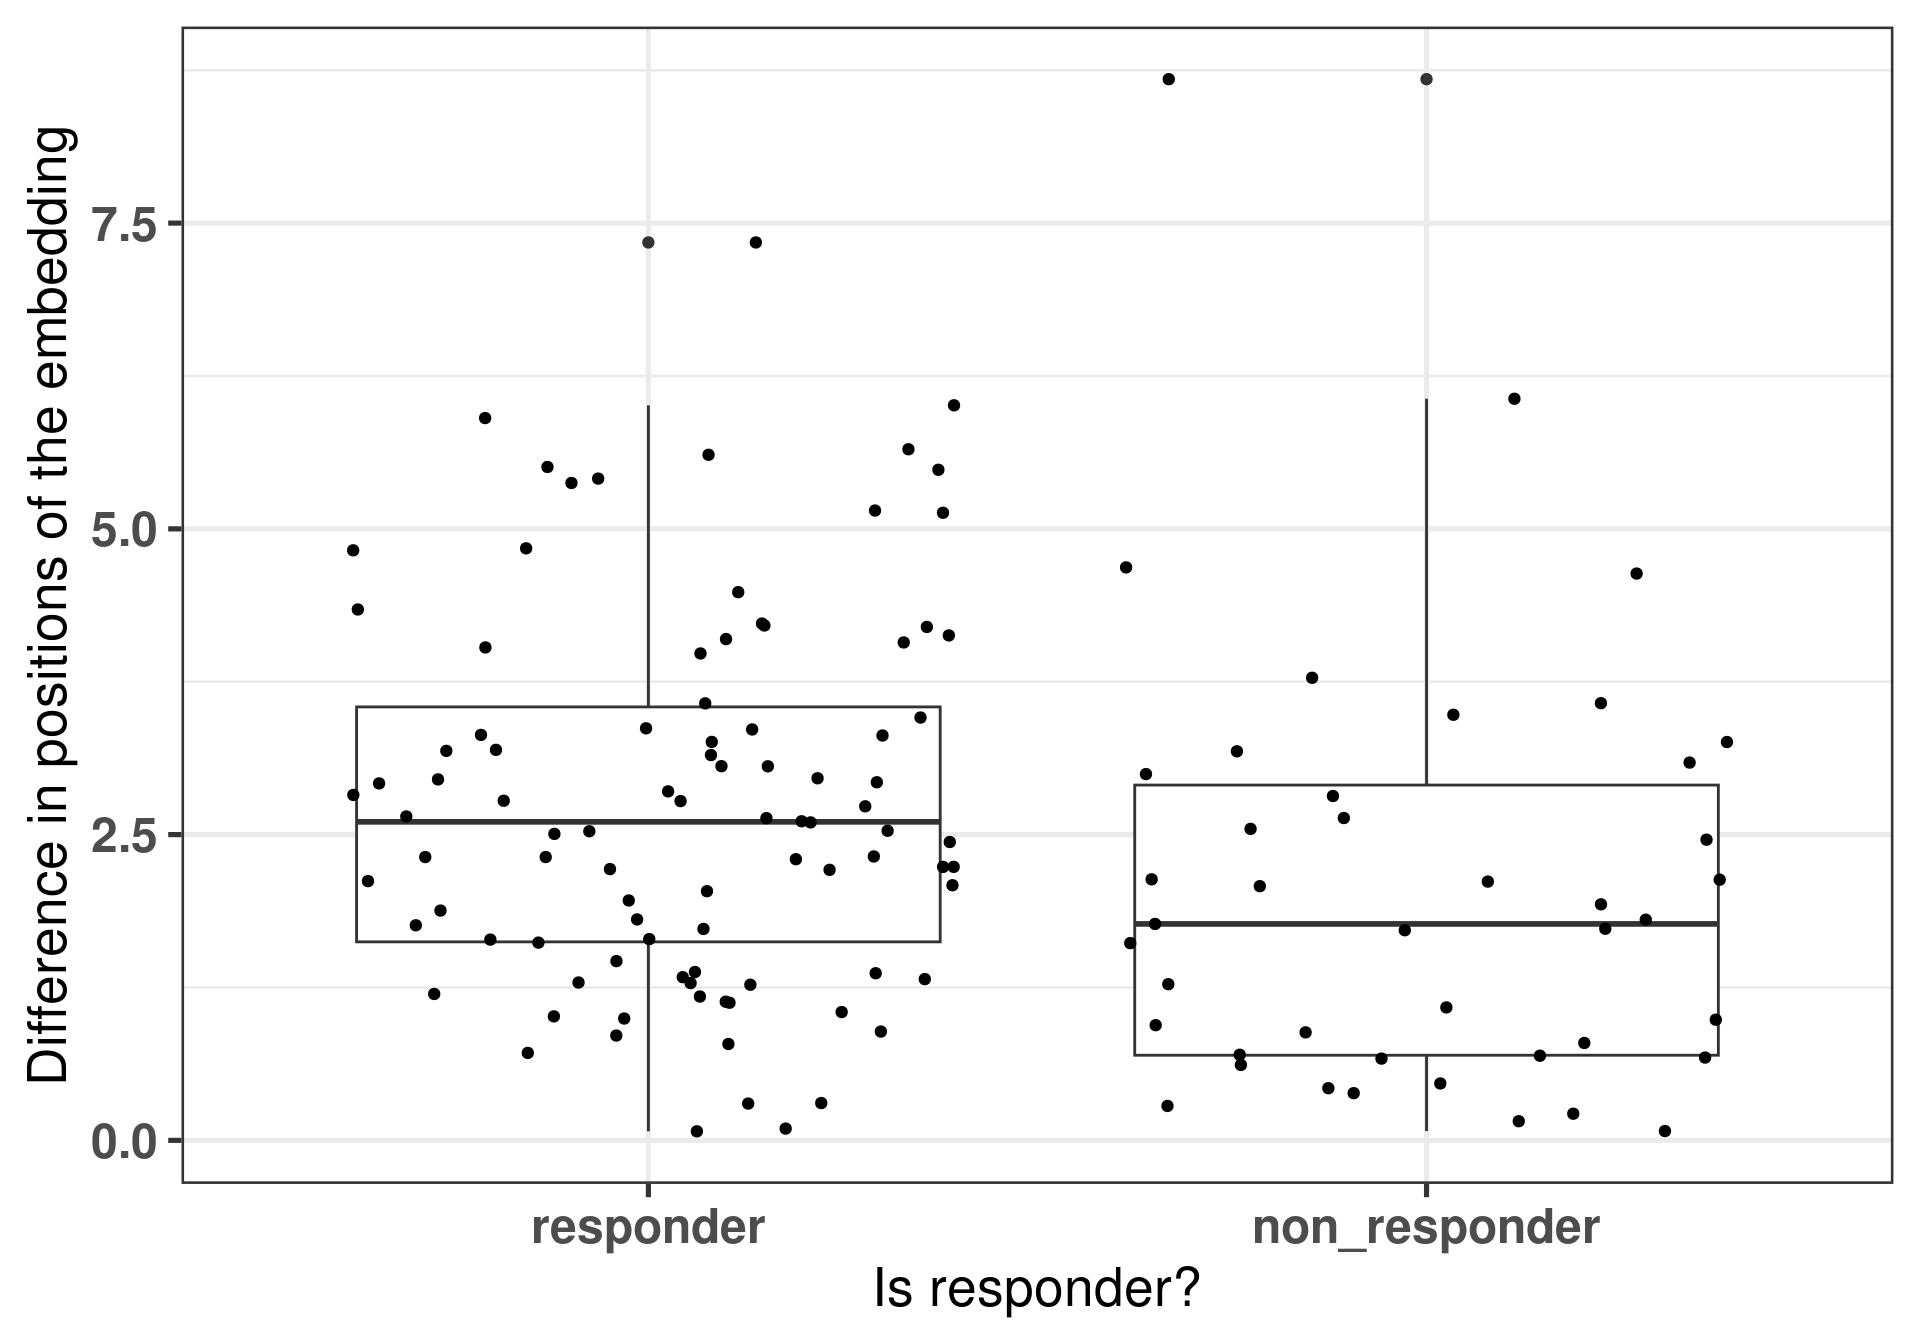 Difference in positions of the embedding
7.5
5.0
2.5
0.0
responder
non_responder
Is responder?